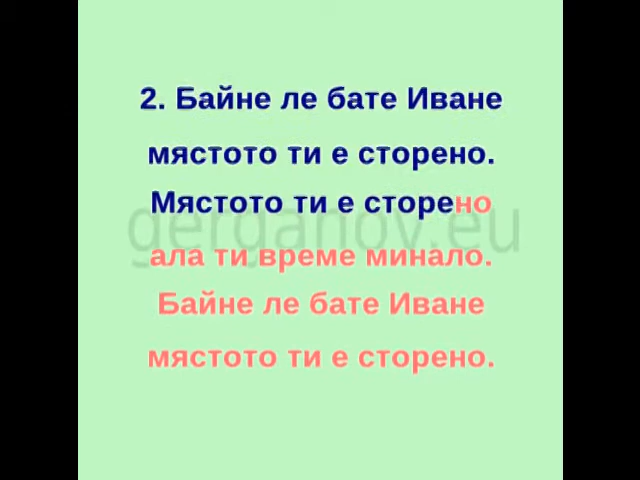 2. Байне ле бате Иване
мястото ти е сторено.
Мястото ти е сторено
gerganov.eu
ала ти време минало.
Байне ле бате Иване
мястото ти е сторено.